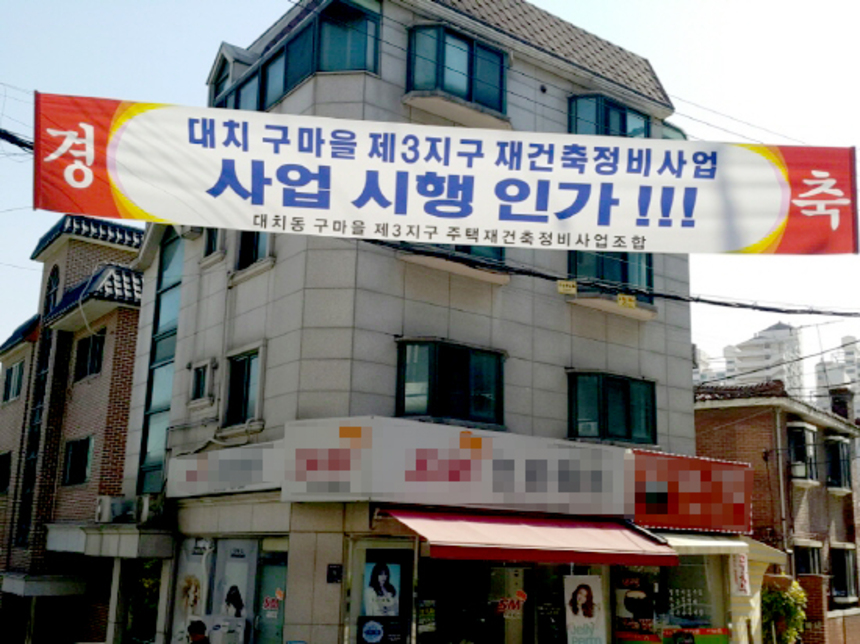 경
대치 구마을 제3지구 재건축정비사업
사업 시행 인가 !!!
대치동 구마을 제3지구 주택재건축정비사업조합
축
SM
SM